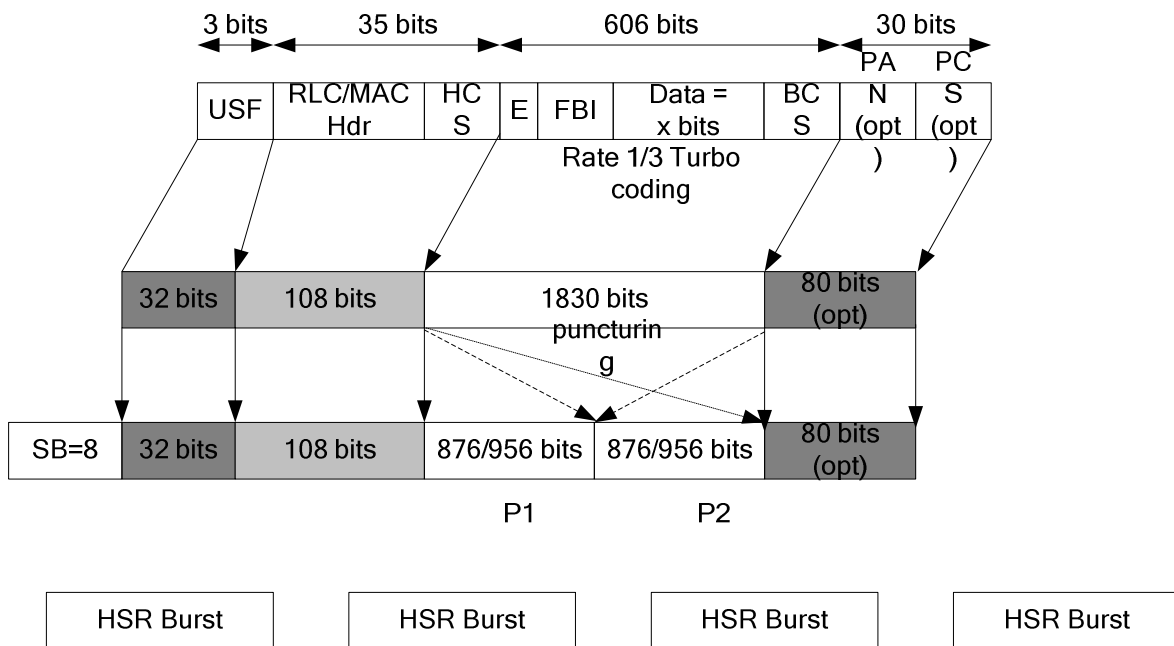 3 bits 35 bits 606 bits 30 bits
USF RLC/MAC Hdr HC S E FBI Data = x bits BC S PA N (opt ) PC S (opt )
Rate 1/3 Turbo
coding
32 bits 108 bits 1830 bits 80 bits (opt)
puncturin
g
SB=8 32 bits 108 bits 876/956 bits 876/956 bits 80 bits (opt)
P1 P2
HSR Burst HSR Burst HSR Burst HSR Burst